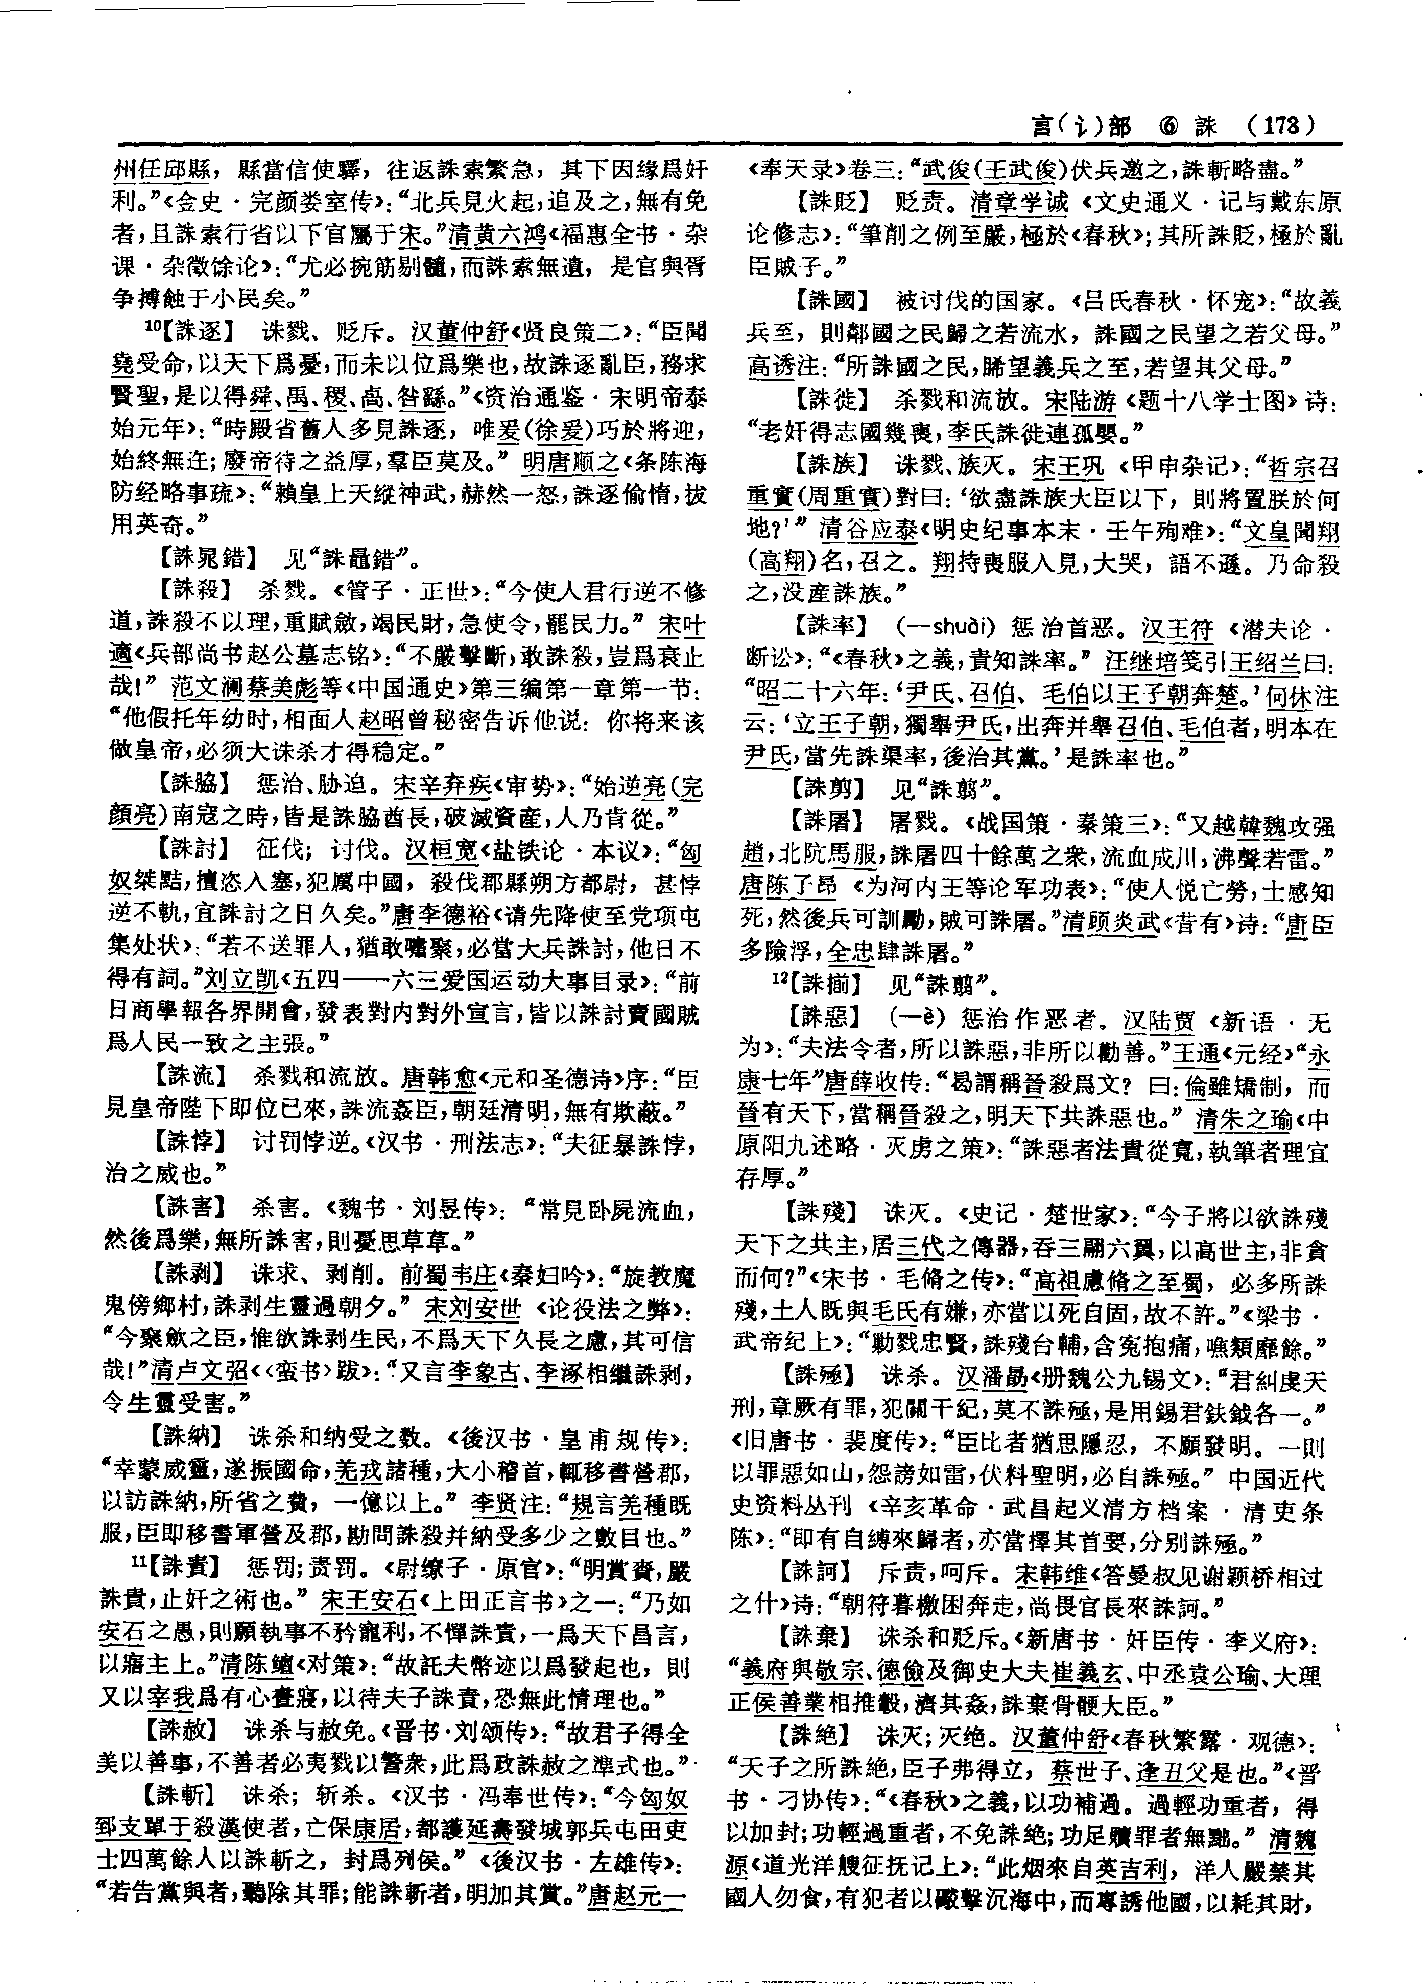 言(讠)部 ⑥ 誅 (173)
州任邱縣，縣當信使驛，往返誅索繁急，其下因緣爲奸
利。”《金史·完颜娄室传》：“北兵見火起，追及之，無有免
者，且誅索行省以下官屬于宋。”清黄六鸿《福惠全书·杂
课·杂徵馀论》：“尤必捥筋剔髓，而誅索無遺，是官與胥
争搏蝕于小民矣。”
10【誅逐】 诛戮、贬斥。汉董仲舒《贤良策二》：“臣聞
堯受命，以天下爲憂，而未以位爲樂也，故誅逐亂臣，務求
賢聖，是以得舜、禹、稷、卨、咎繇。”《资治通鉴·宋明帝泰
始元年》：“時殿省舊人多見誅逐，唯爰(徐爰)巧於將迎，
始終無迕；廢帝待之益厚，羣臣莫及。”明唐顺之《条陈海
防经略事疏》：“賴皇上天縱神武，赫然一怒，誅逐偷惰，拔
用英奇。”
【誅晁錯】 见“誅鼂錯”。
【誅殺】 杀戮。《管子·正世》：“今使人君行逆不修
道，誅殺不以理，重賦斂，竭民財，急使令，罷民力。”宋叶
適《兵部尚书赵公墓志铭》：“不嚴擊斷，敢誅殺，豈爲衰止
哉！”范文澜蔡美彪等《中国通史》第三编第一章第一节：
“他假托年幼时，相面人赵昭曾秘密告诉他说：你将来该
做皇帝，必须大诛杀才得稳定。”
【誅脇】 惩治、胁迫。宋辛弃疾《审势》：“始逆亮(完
顏亮)南寇之時，皆是誅脇酋長，破滅資産，人乃肯從。”
【誅討】 征伐；讨伐。汉桓宽《盐铁论·本议》：“匈
奴桀黠，擅恣入塞，犯厲中國，殺伐郡縣朔方都尉，甚悖
逆不軌，宜誅討之日久矣。”唐李德裕《请先降使至党项屯
集处状》：“若不送罪人，猶敢嘯聚，必當大兵誅討，他日不
得有詞。”刘立凯《五四——六三爱国运动大事目录》：“前
日商學報各界開會，發表對内對外宣言，皆以誅討賣國賊
爲人民一致之主張。”
【誅流】 杀戮和流放。唐韩愈《元和圣德诗》序：“臣
見皇帝陛下即位已來，誅流姦臣，朝廷清明，無有欺蔽。”
【誅悖】 讨罚悖逆。《汉书·刑法志》：“夫征暴誅悖，
治之威也。”
【誅害】 杀害。《魏书·刘昱传》：“常見卧屍流血，
然後爲樂，無所誅害，則憂思草草。”
【誅剥】 诛求、剥削。前蜀韦庄《秦妇吟》：“旋教魔
鬼傍鄉村，誅剥生靈過朝夕。”宋刘安世《论役法之弊》：
“今聚斂之臣，惟欲誅剥生民，不爲天下久長之慮，其可信
哉！”清卢文弨《〈蛮书〉跋》：“又言李象古、李涿相繼誅剥，
令生靈受害。”
【誅納】 诛杀和纳受之数。《後汉书·皇甫规传》：
“幸蒙威靈，遂振國命，羌戎諸種，大小稽首，輒移書營郡，
以訪誅納，所省之費，一億以上。”李贤注：“規言羌種既
服，臣即移書軍營及郡，勘問誅殺并納受多少之數目也。”
11【誅責】 惩罚；责罚。《尉缭子·原官》：“明賞賫，嚴
誅責，止奸之術也。”宋王安石《上田正言书》之一：“乃如
安石之愚，則願執事不矜寵利，不憚誅責，一爲天下昌言，
以寤主上。”清陈鱣《对策》：“故託夫幣迹以爲發起也，則
又以宰我爲有心晝寢，以待夫子誅責，恐無此情理也。”
【誅赦】 诛杀与赦免。《晋书·刘颂传》：“故君子得全
美以善事，不善者必夷戮以警衆，此爲政誅赦之準式也。”
【誅斬】 诛杀；斩杀。《汉书·冯奉世传》：“今匈奴
郅支單于殺漢使者，亡保康居，都護延壽發城郭兵屯田吏
士四萬餘人以誅斬之，封爲列侯。”《後汉书·左雄传》：
“若告黨與者，聽除其罪；能誅斬者，明加其賞。”唐赵元一
《奉天录》卷三：“武俊(王武俊)伏兵邀之，誅斬略盡。”
【誅貶】 贬责。清章学诚《文史通义·记与戴东原
论修志》：“筆削之例至嚴，極於《春秋》；其所誅貶，極於亂
臣賊子。”
【誅國】 被讨伐的国家。《吕氏春秋·怀宠》：“故義
兵至，則鄰國之民歸之若流水，誅國之民望之若父母。”
高诱注：“所誅國之民，睎望義兵之至，若望其父母。”
【誅徙】 杀戮和流放。宋陆游《题十八学士图》诗：
“老奸得志國幾喪，李氏誅徙連孤嬰。”
【誅族】 诛戮、族灭。宋王巩《甲申杂记》：“哲宗召
重實(周重實)對曰：‘欲盡誅族大臣以下，則將置朕於何
地？’”清谷应泰《明史纪事本末·壬午殉难》：“文皇聞翔
(高翔)名，召之。翔持喪服入見，大哭，語不遜。乃命殺
之，没産誅族。”
【誅率】 (—shuài) 惩治首恶。汉王符《潜夫论·
断讼》：“《春秋》之義，責知誅率。”汪继培笺引王绍兰曰：
“昭二十六年：‘尹氏、召伯、毛伯以王子朝奔楚。’何休注
云：‘立王子朝，獨舉尹氏，出奔并舉召伯、毛伯者，明本在
尹氏，當先誅渠率，後治其黨。’是誅率也。”
【誅剪】 见“誅翦”。
【誅屠】 屠戮。《战国策·秦策三》：“又越韓魏攻强
趙，北阬馬服，誅屠四十餘萬之衆，流血成川，沸聲若雷。”
唐陈子昂《为河内王等论军功表》：“使人悦亡勞，士感知
死，然後兵可訓勵，賊可誅屠。”清顾炎武《昔有》诗：“唐臣
多險浮，全忠肆誅屠。”
12【誅揃】 见“誅翦”。
【誅惡】 (—è) 惩治作恶者。汉陆贾《新语·无
为》：“夫法令者，所以誅惡，非所以勸善。”王通《元经》“永
康七年”唐薛收传：“曷謂稱晉殺爲文？曰：倫雖矯制，而
晉有天下，當稱晉殺之，明天下共誅惡也。”清朱之瑜《中
原阳九述略·灭虏之策》：“誅惡者法貴從寬，執筆者理宜
存厚。”
【誅殘】 诛灭。《史记·楚世家》：“今子將以欲誅殘
天下之共主，居三代之傳器，吞三翮六翼，以高世主，非貪
而何？”《宋书·毛脩之传》：“高祖慮脩之至蜀，必多所誅
殘，土人既與毛氏有嫌，亦當以死自固，故不許。”《梁书·
武帝纪上》：“勦戮忠賢，誅殘台輔，含冤抱痛，噍類靡餘。”
【誅殛】 诛杀。汉潘勗《册魏公九锡文》：“君糾虔天
刑，章厥有罪，犯關干紀，莫不誅殛，是用錫君鈇鉞各一。”
《旧唐书·裴度传》：“臣比者猶思隱忍，不願發明。一則
以罪惡如山，怨謗如雷，伏料聖明，必自誅殛。”中国近代
史资料丛刊《辛亥革命·武昌起义清方档案·清吏条
陈》：“即有自縛來歸者，亦當擇其首要，分别誅殛。”
【誅訶】 斥责，呵斥。宋韩维《答曼叔见谢颖桥相过
之什》诗：“朝符暮檄困奔走，尚畏官長來誅訶。”
【誅棄】 诛杀和贬斥。《新唐书·奸臣传·李义府》：
“義府與敬宗、德儉及御史大夫崔義玄、中丞袁公瑜、大理
正侯善業相推轂，濟其姦，誅棄骨骾大臣。”
【誅絶】 诛灭；灭绝。汉董仲舒《春秋繁露·观德》：
“天子之所誅絶，臣子弗得立，蔡世子、逢丑父是也。”《晋
书·刁协传》：“《春秋》之義，以功補過。過輕功重者，得
以加封；功輕過重者，不免誅絶；功足贖罪者無黜。”清魏
源《道光洋艘征抚记上》：“此烟來自英吉利，洋人嚴禁其
國人勿食，有犯者以礮擊沉海中，而專誘他國，以耗其財，